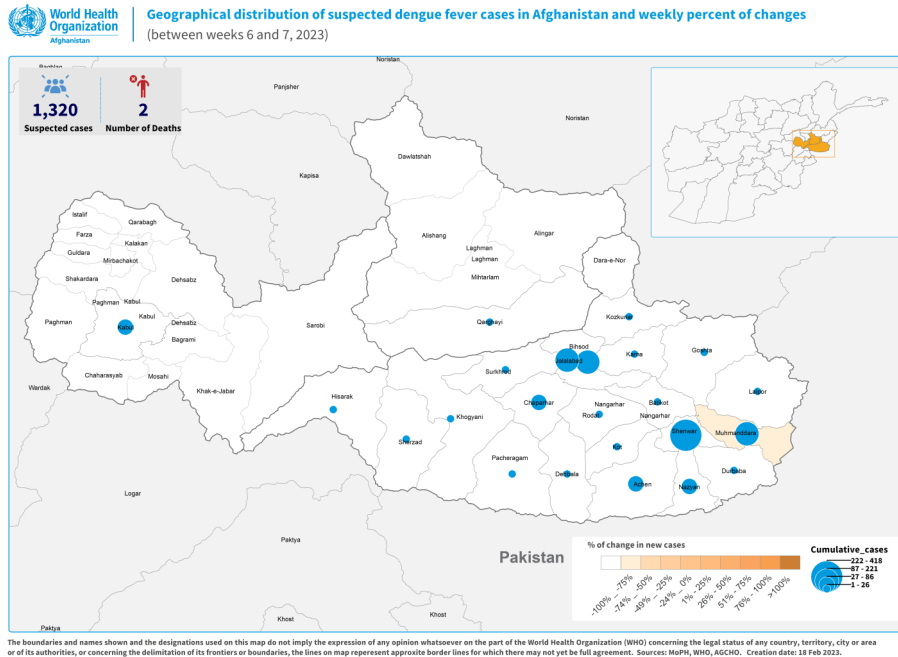 World Health
Organization
Afghanistan
Geographical distribution of suspected dengue fever cases in Afghanistan and weekly percent of changes
(between weeks 6 and 7, 2023)
Noristan
1,320
Suspected cases
2
Number of Deaths
Panjsher
Noristan
Dawlatshah
Kapisa
Istalif
Qarabagh
Farza
Kalakan
Guldara
Mirbachakot
Alishang
Alingar
Laghman
Laghman
Dara-e-Nor
Shakardara
Dehsabz
Mihtarlam
Paghman
Kabul
Kabul
Paghman
Kabul
Dehsabz
Sarobi
Qarghayi
Kozkunar
Bagrami
Bihsod
Jalalabad
Kama
Goshta
Surkhrod
Chaharasyab
Mosahi
Wardak
Khak-e-Jabar
Hisarak
Lalpor
Chaparhar
Nangarhar
Batikot
Rodat
Nangarhar
Khogyani
Shenwar
Muhmanddara
Sherzad
Kot
Pacheragam
Dehbala
Durbaba
Achen
Nazyan
Logar
Paktya
Pakistan
Khost
Khost
Paktya
% of change in new cases
-100% - -75%
-74% - -50%
-49% - -25%
-24% - 0%
1% - 25%
26% - 50%
51% - 75%
76% - 100%
>100%
Cumulative_cases
222 - 418
87 - 221
27 - 86
1 - 26
The boundaries and names shown and the designations used on this map do not imply the expression of any opinion whatsoever on the part of the World Health Organization (WHO) concerning the legal status of any country, territory, city or area
or of its authorities, or concerning the delimitation of its frontiers or boundaries, the lines on map represent approxite border lines for which there may not yet be full agreement. Sources: MoPH, WHO, AGCHO. Creation date: 18 Feb 2023.